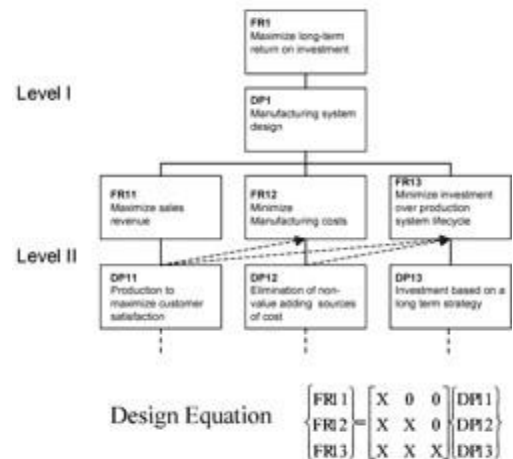 FR1
Maximize long-term
return on investment
Level I
DP1
Manufacturing system
design
FR11
Maximize sales
revenue
FR12
Minimize
Manufacturing costs
FR13
Minimize investment
over production
system lifecycle
Level II
DP11
Production to
maximize customer
satisfaction
DP12
Elimination of non-
value adding sources
of cost
DP13
Investment based on a
long term strategy
Design Equation
{FR11} = [X 0 0] {DP11}
{FR12} [X X 0] {DP12}
{FR13} [X X X] {DP13}